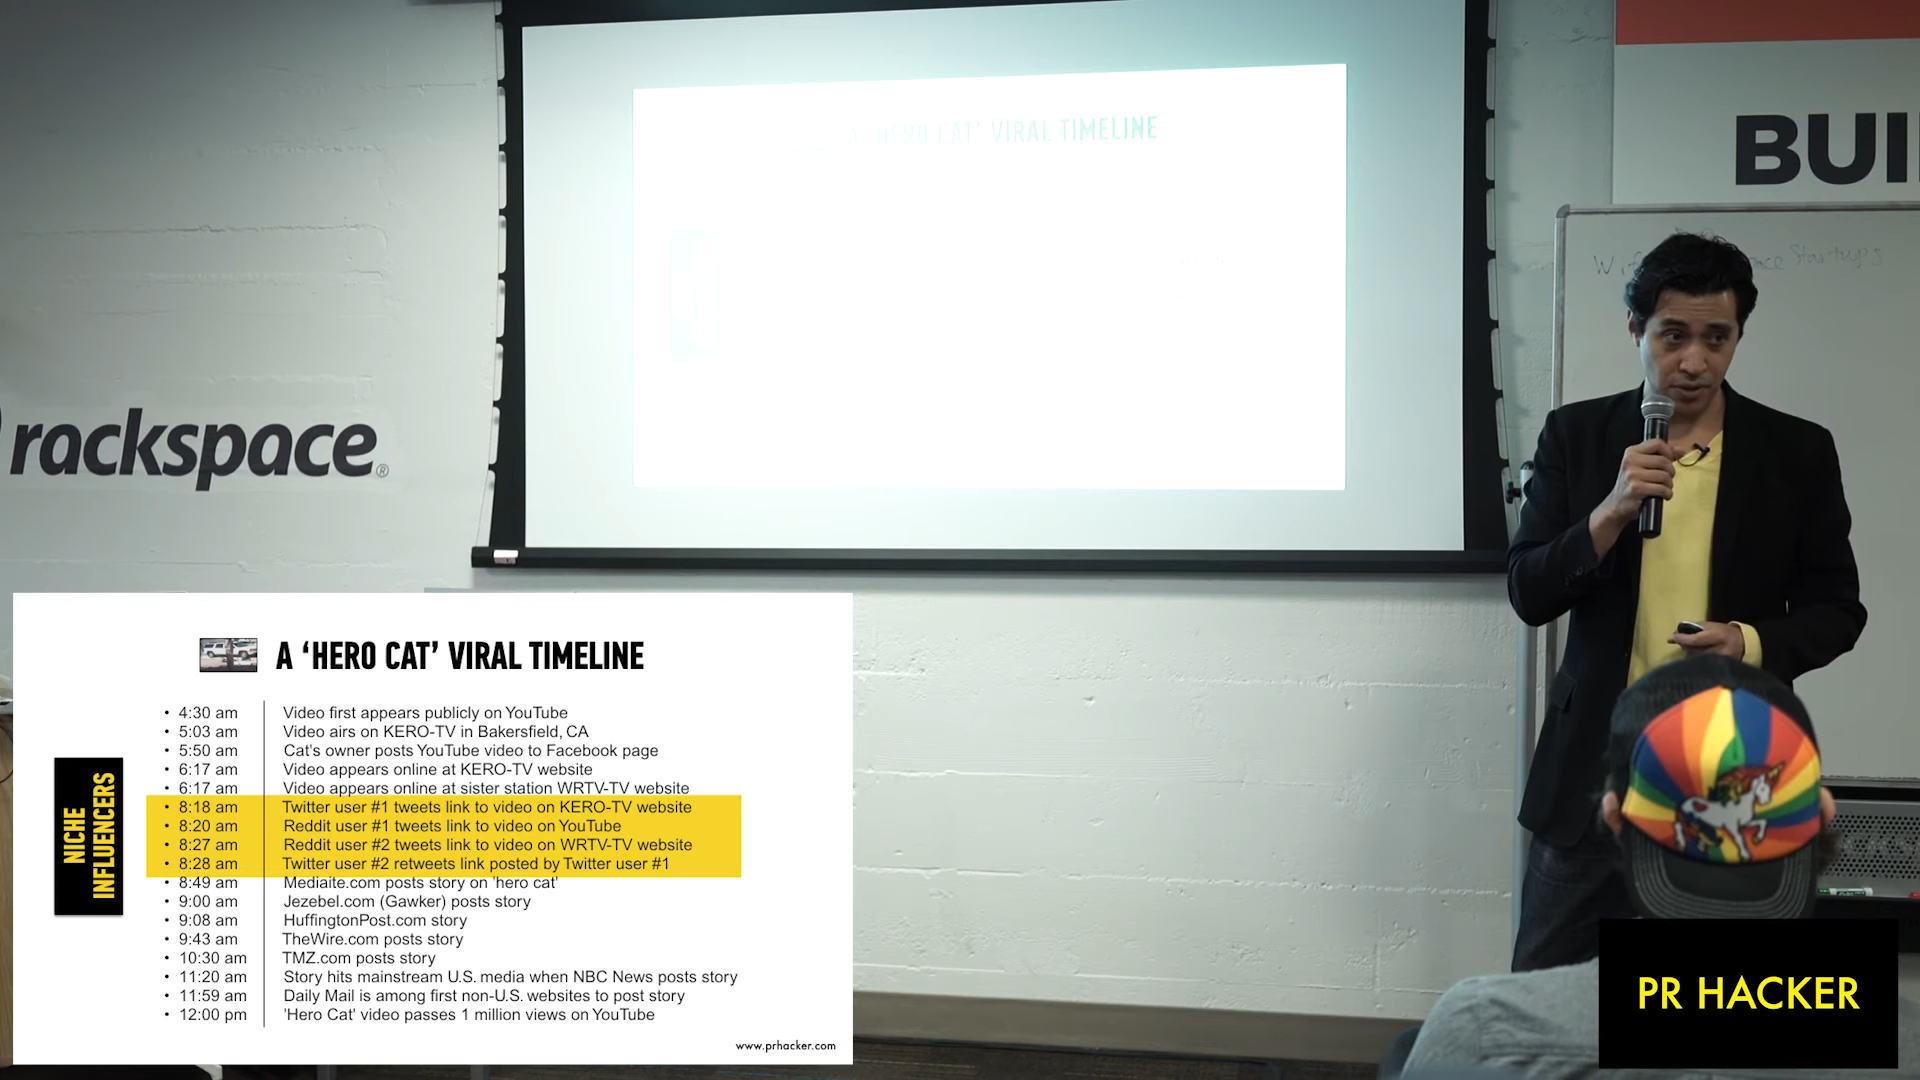 A 'HERO CAT' VIRAL TIMELINE
BUI
Startups
rackspace®
A ‘HERO CAT’ VIRAL TIMELINE
NICHE
INFLUENCERS
• 4:30 am Video first appears publicly on YouTube
• 5:03 am Video airs on KERO-TV in Bakersfield, CA
• 5:50 am Cat's owner posts YouTube video to Facebook page
• 6:17 am Video appears online at KERO-TV website
• 6:17 am Video appears online at sister station WRTV-TV website
• 8:18 am Twitter user #1 tweets link to video on KERO-TV website
• 8:20 am Reddit user #1 tweets link to video on YouTube
• 8:27 am Reddit user #2 tweets link to video on WRTV-TV website
• 8:28 am Twitter user #2 retweets link posted by Twitter user #1
• 8:49 am Mediaite.com posts story on 'hero cat'
• 9:00 am Jezebel.com (Gawker) posts story
• 9:08 am HuffingtonPost.com story
• 9:43 am TheWire.com posts story
• 10:30 am TMZ.com posts story
• 11:20 am Story hits mainstream U.S. media when NBC News posts story
• 11:59 am Daily Mail is among first non-U.S. websites to post story
• 12:00 pm 'Hero Cat' video passes 1 million views on YouTube
www.prhacker.com
PR HACKER